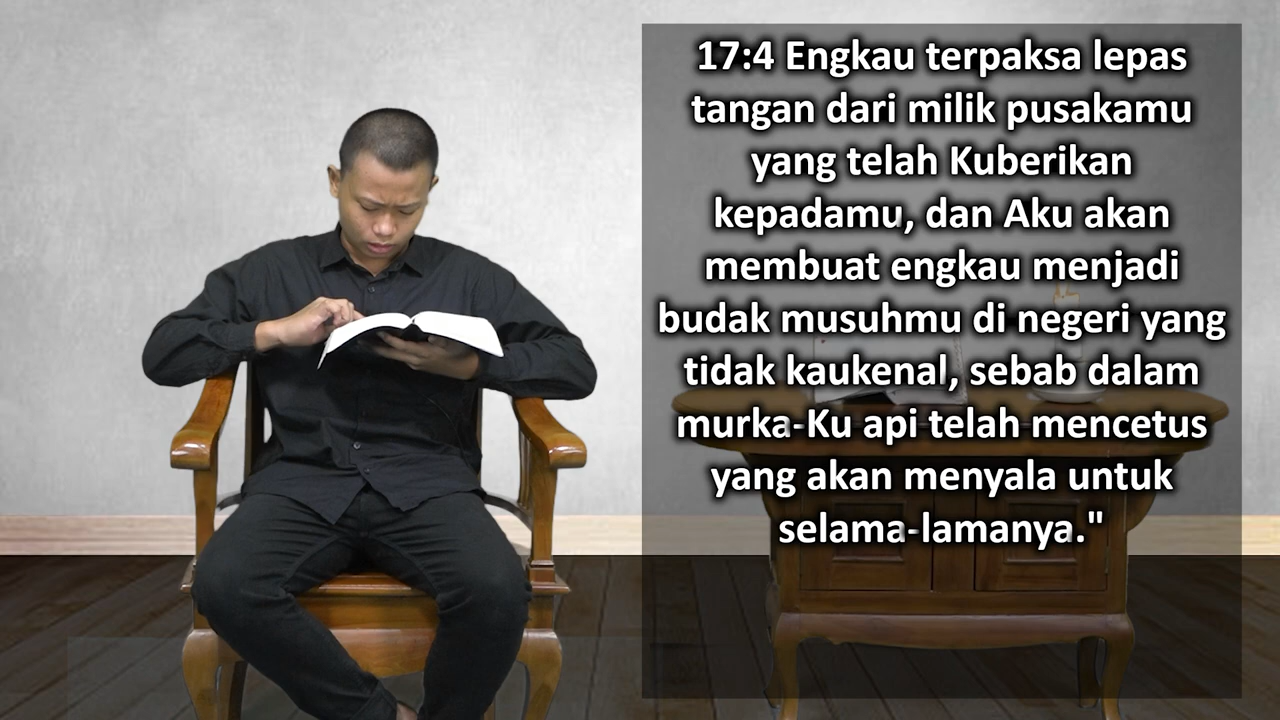 17:4 Engkau terpaksa lepas
tangan dari milik pusakamu
yang telah Kuberikan
kepadamu, dan Aku akan
membuat engkau menjadi
budak musuhmu di negeri yang
tidak kaukenal, sebab dalam
murka-Ku api telah mencetus
yang akan menyala untuk
selama-lamanya."